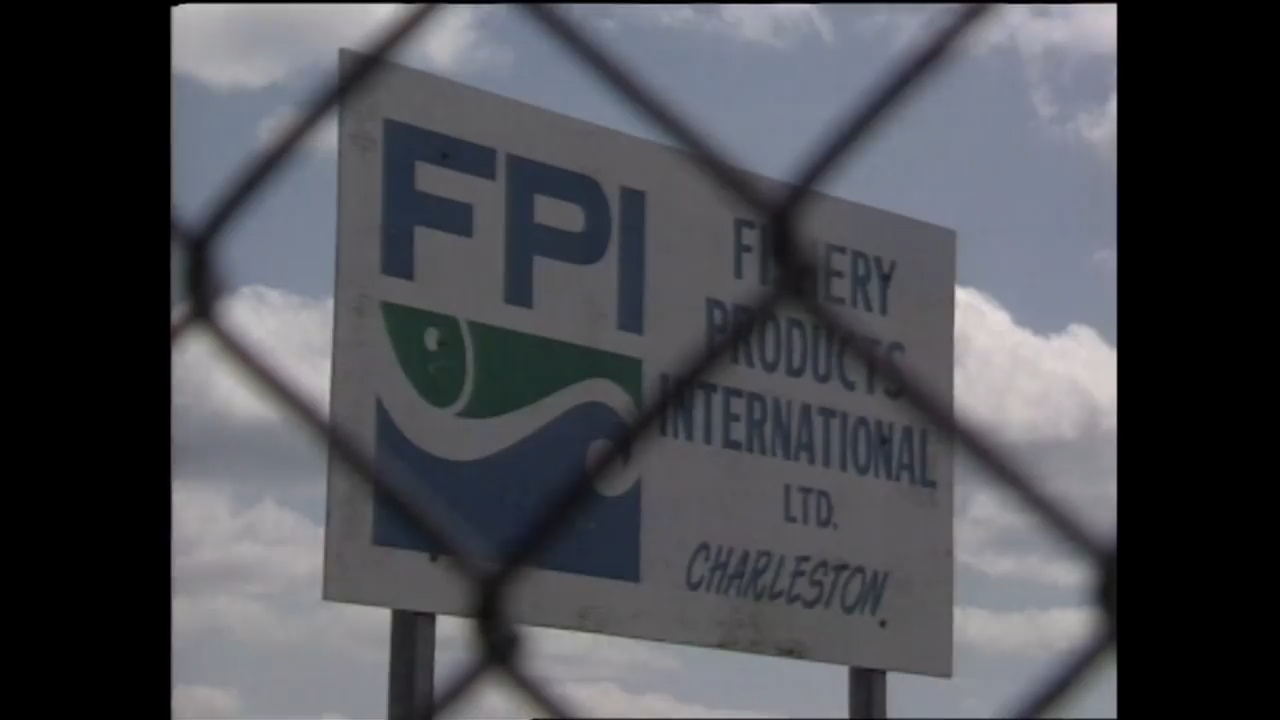 FPI
FISHERY
PRODUCTS
INTERNATIONAL
LTD.
CHARLESTON.